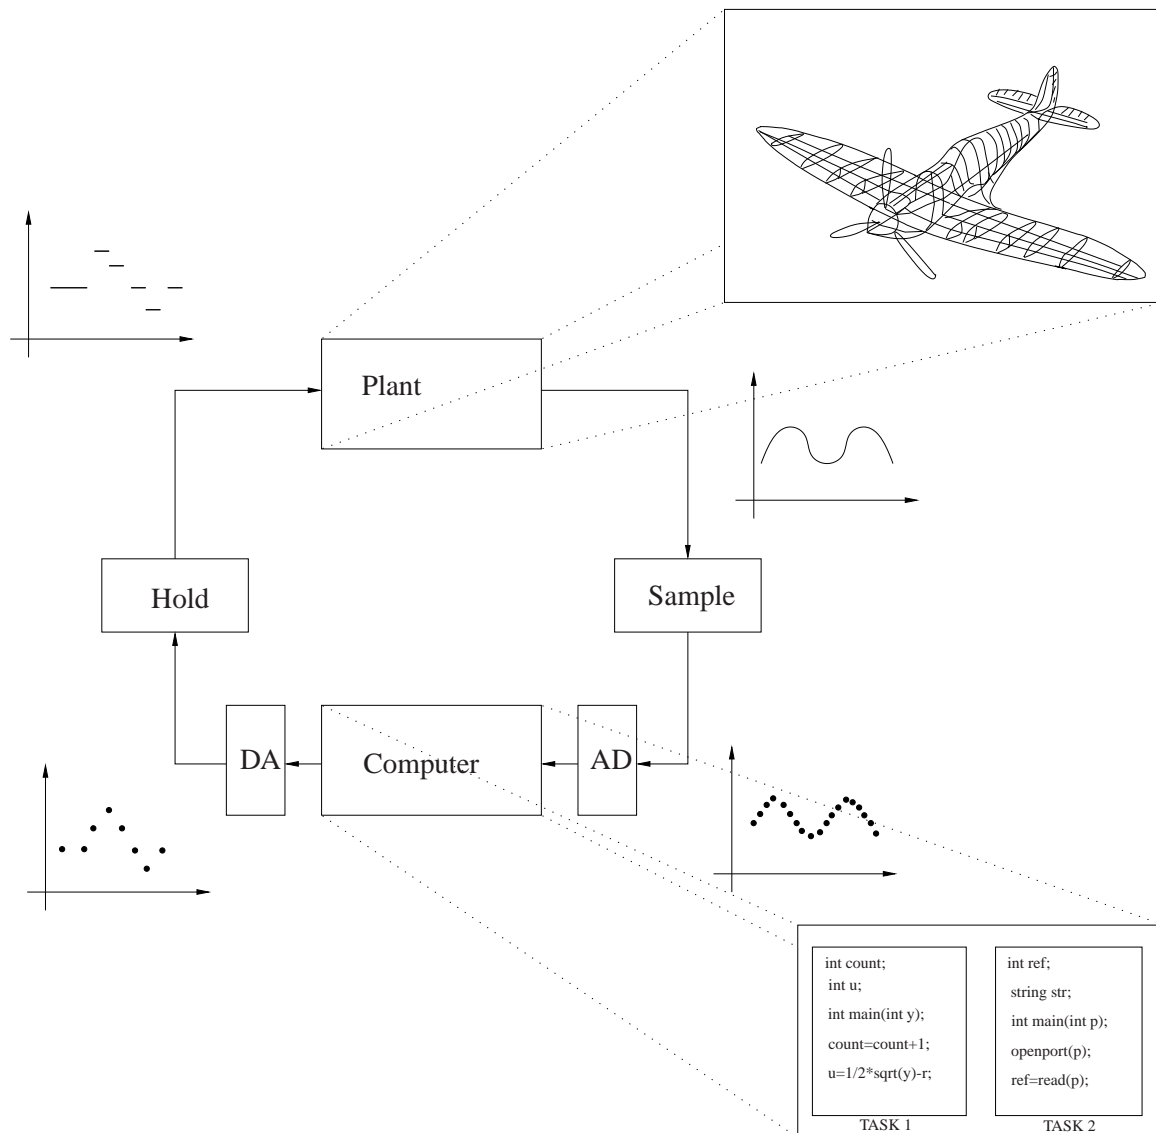 Plant
Hold
Sample
DA
Computer
AD
int count;
int u;
int main(int y);
count=count+1;
u=1/2*sqrt(y)-r;
TASK 1
int ref;
string str;
int main(int p);
openport(p);
ref=read(p);
TASK 2